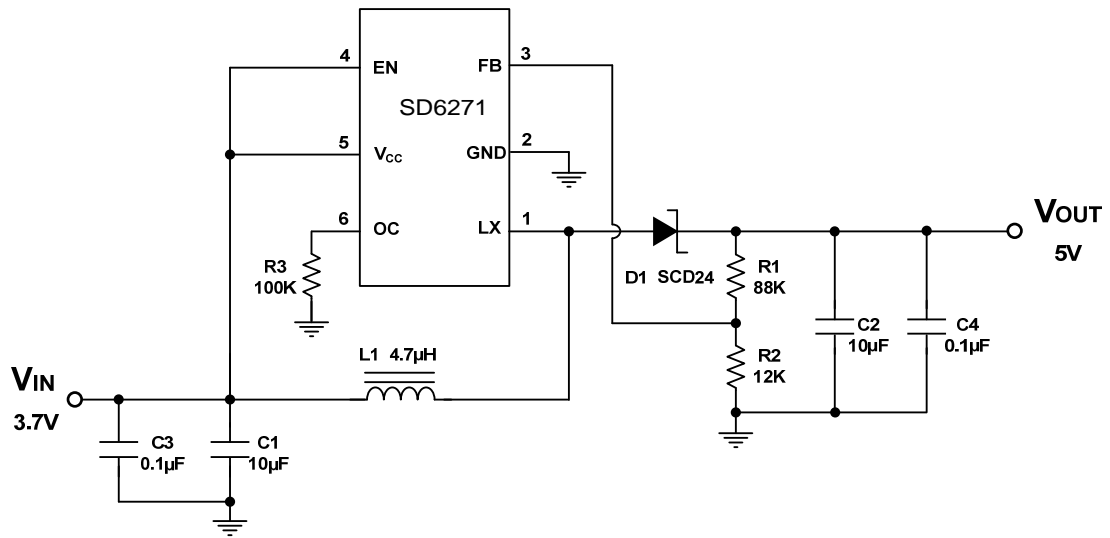 4
EN
FB
3
SD6271
5
VCC
GND
2
6
OC
LX
1
VOUT
5V
R3
100K
D1 SCD24
R1
88K
C2
10µF
C4
0.1µF
L1 4.7µH
R2
12K
VIN
3.7V
C3
0.1µF
C1
10µF